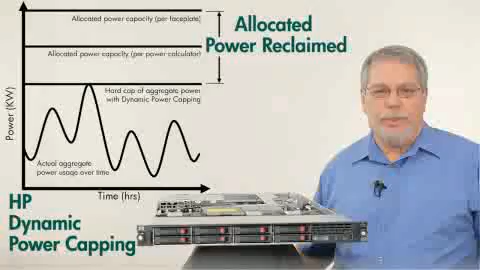 Allocated power capacity (per faceplate)
Allocated
Power Reclaimed
Allocated power capacity (per power calculator)
Hard cap of aggregate power
with Dynamic Power Capping
Power (KW)
Actual aggregate
power usage over time
Time (hrs)
HP
Dynamic
Power Capping